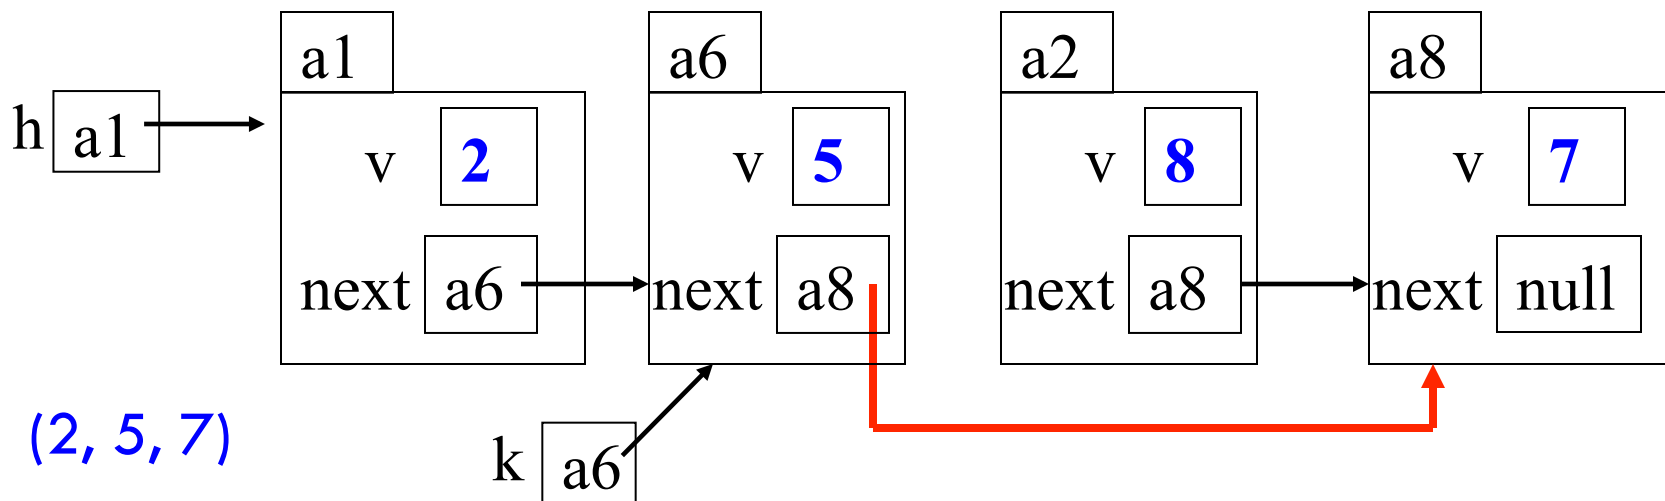 a1 a6 a2 a8
h a1
v 2 v 5 v 8 v 7
next a6 next a8 next a8 next null
(2, 5, 7)
k a6